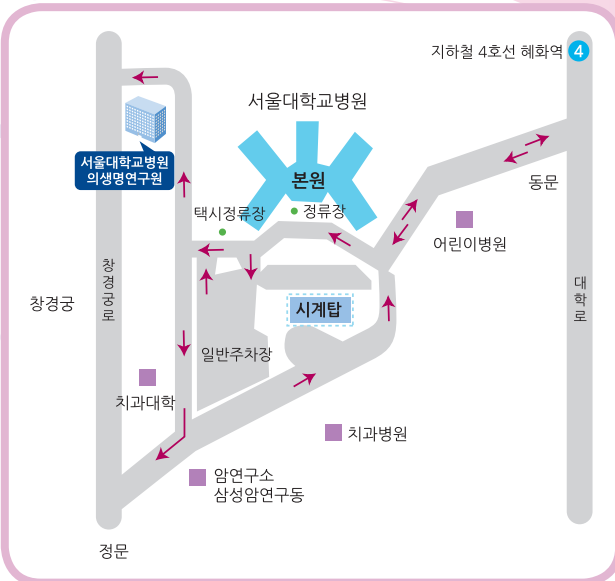 지하철 4호선 혜화역 4
서울대학교병원
서울대학교병원
의생명연구원
본원
동문
택시정류장
정류장
어린이병원
창경궁로
창경궁
대학로
시계탑
일반주차장
치과대학
치과병원
암연구소
삼성암연구동
정문